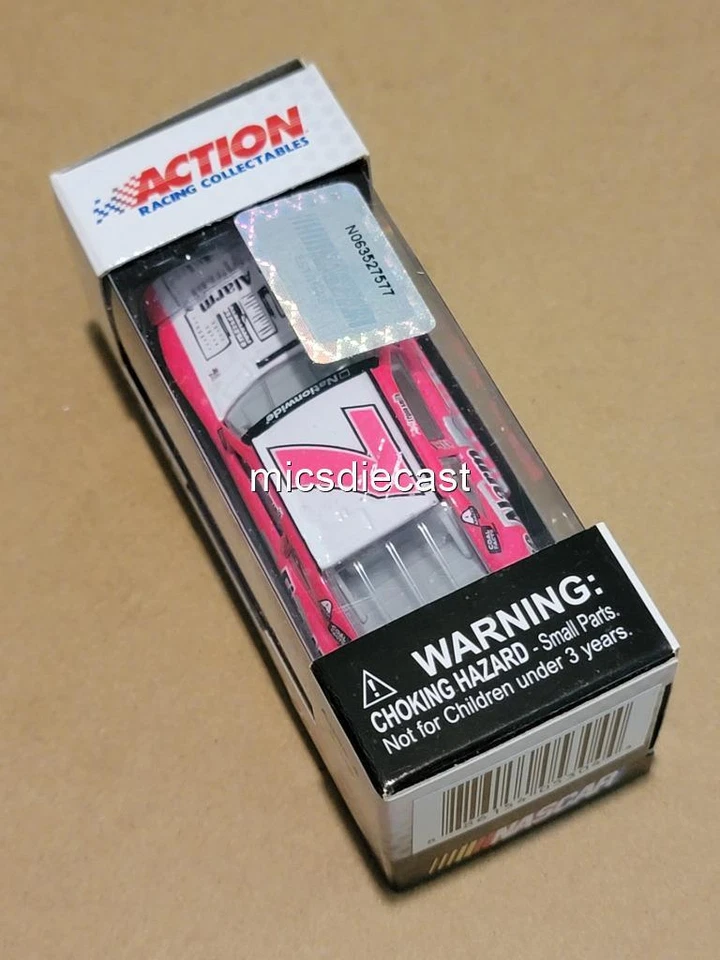 ACTION
RACING COLLECTABLES
N063527577
Alarm
Nationwide
7
micsdiecast
WARNING:
CHOKING HAZARD - Small Parts.
Not for Children under 3 years.
NASCAR